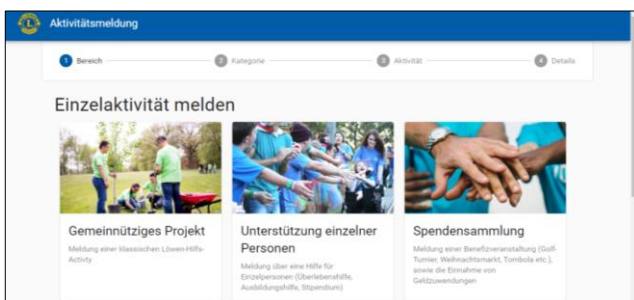 Aktivitätsmeldung
1 Bereich
2 Kategorie
3 Aktivität
4 Details
Einzelaktivität melden
Gemeinnütziges Projekt
Meldung einer klassischen Löwen-Hilfs-
Activty
Unterstützung einzelner
Personen
Meldung über eine Hilfe für
Einzelpersonen (Überlebenshilfe,
Ausbildungshilfe, Stipendium)
Spendensammlung
Meldung einer Benefizveranstaltung (Golf-
Turnier, Weihnachtsmarkt, Tombola etc.),
sowie die Einnahme von
Geldzuwendungen